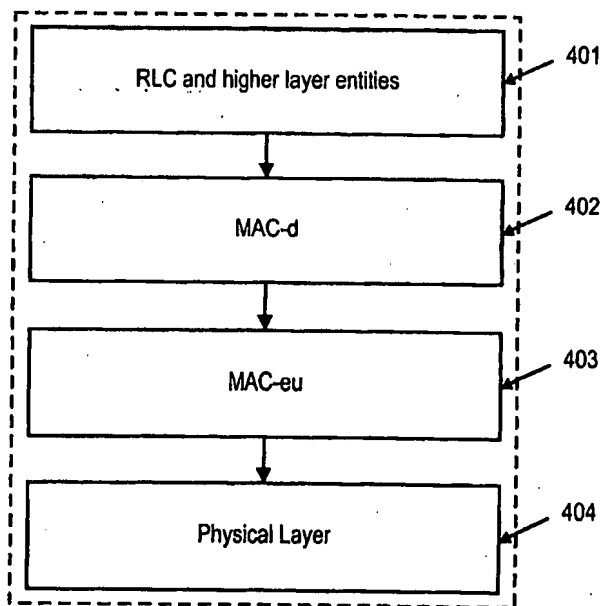 RLC and higher layer entities
401
MAC-d
402
MAC-eu
403
Physical Layer
404